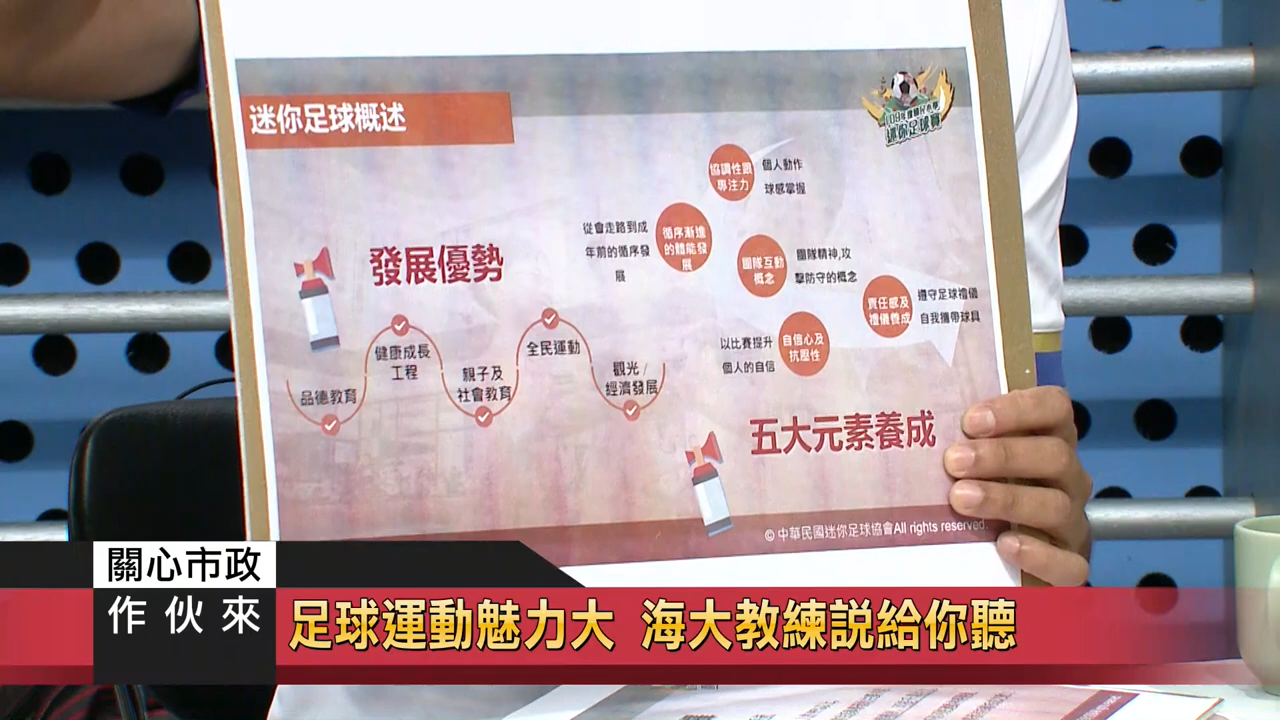 迷你足球概述
109年度國民小學
迷你足球賽
協調性跟
專注力
個人動作
球感掌握
從會走路到成
年前的循序發
展
循序漸進
的體能發
展
團隊互動
概念
團隊精神,攻
擊防守的概念
責任感及
禮儀養成
遵守足球禮儀
自我攜帶球具
以比賽提升
個人的自信
自信心及
抗壓性
發展優勢
品德教育
健康成長
工程
親子及
社會教育
全民運動
觀光/
經濟發展
五大元素養成
© 中華民國迷你足球協會All rights reserved.
關心市政
作伙來
足球運動魅力大 海大教練說給你聽